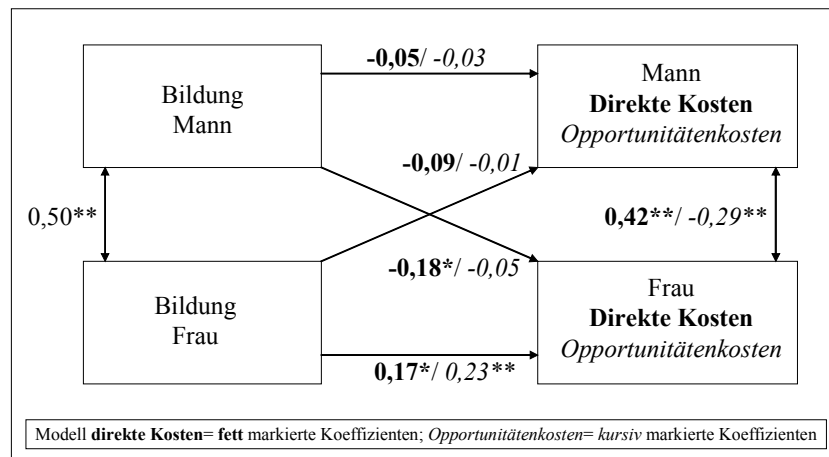 -0,05/ -0,03
Bildung
Mann
Mann
Direkte Kosten
Opportunitätenkosten
-0,09/ -0,01
0,50**
0,42**/ -0,29**
-0,18*/ -0,05
Bildung
Frau
Frau
Direkte Kosten
Opportunitätenkosten
0,17*/ 0,23**
Modell direkte Kosten= fett markierte Koeffizienten; Opportunitätenkosten= kursiv markierte Koeffizienten